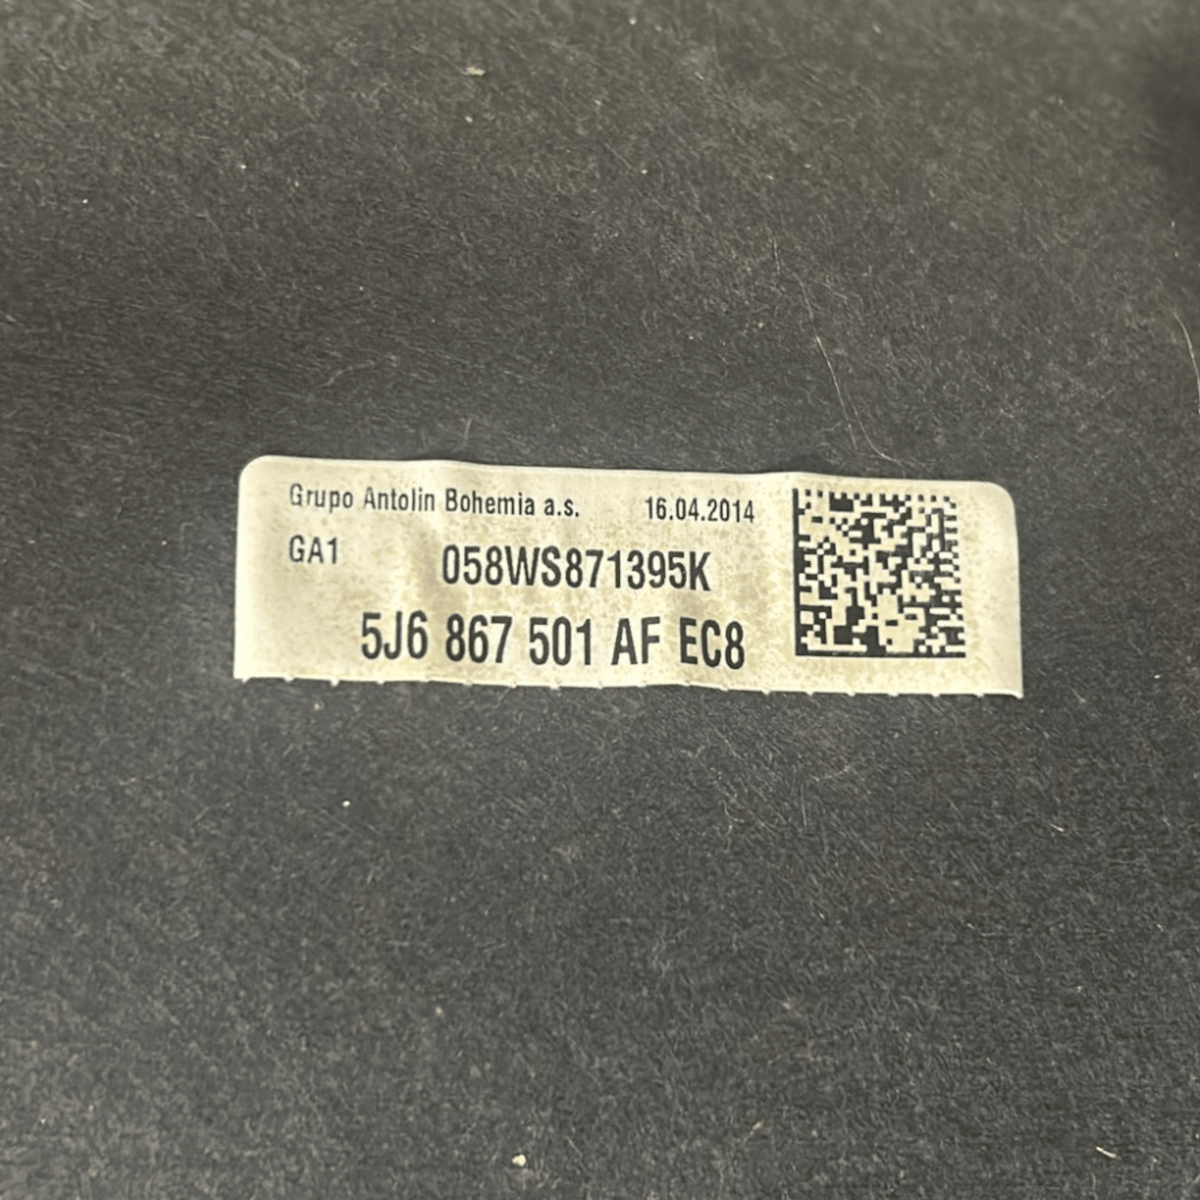 Grupo Antolin Bohemia a.s. 16.04.2014
GA1 058WS871395K
5J6 867 501 AF EC8